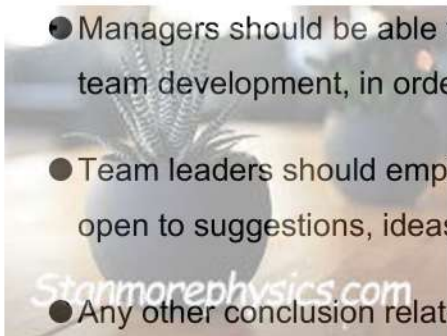 ● Managers should be able
team development, in orde
● Team leaders should emp
open to suggestions, ideas
Stanmorephysics.com
● Any other conclusion relat